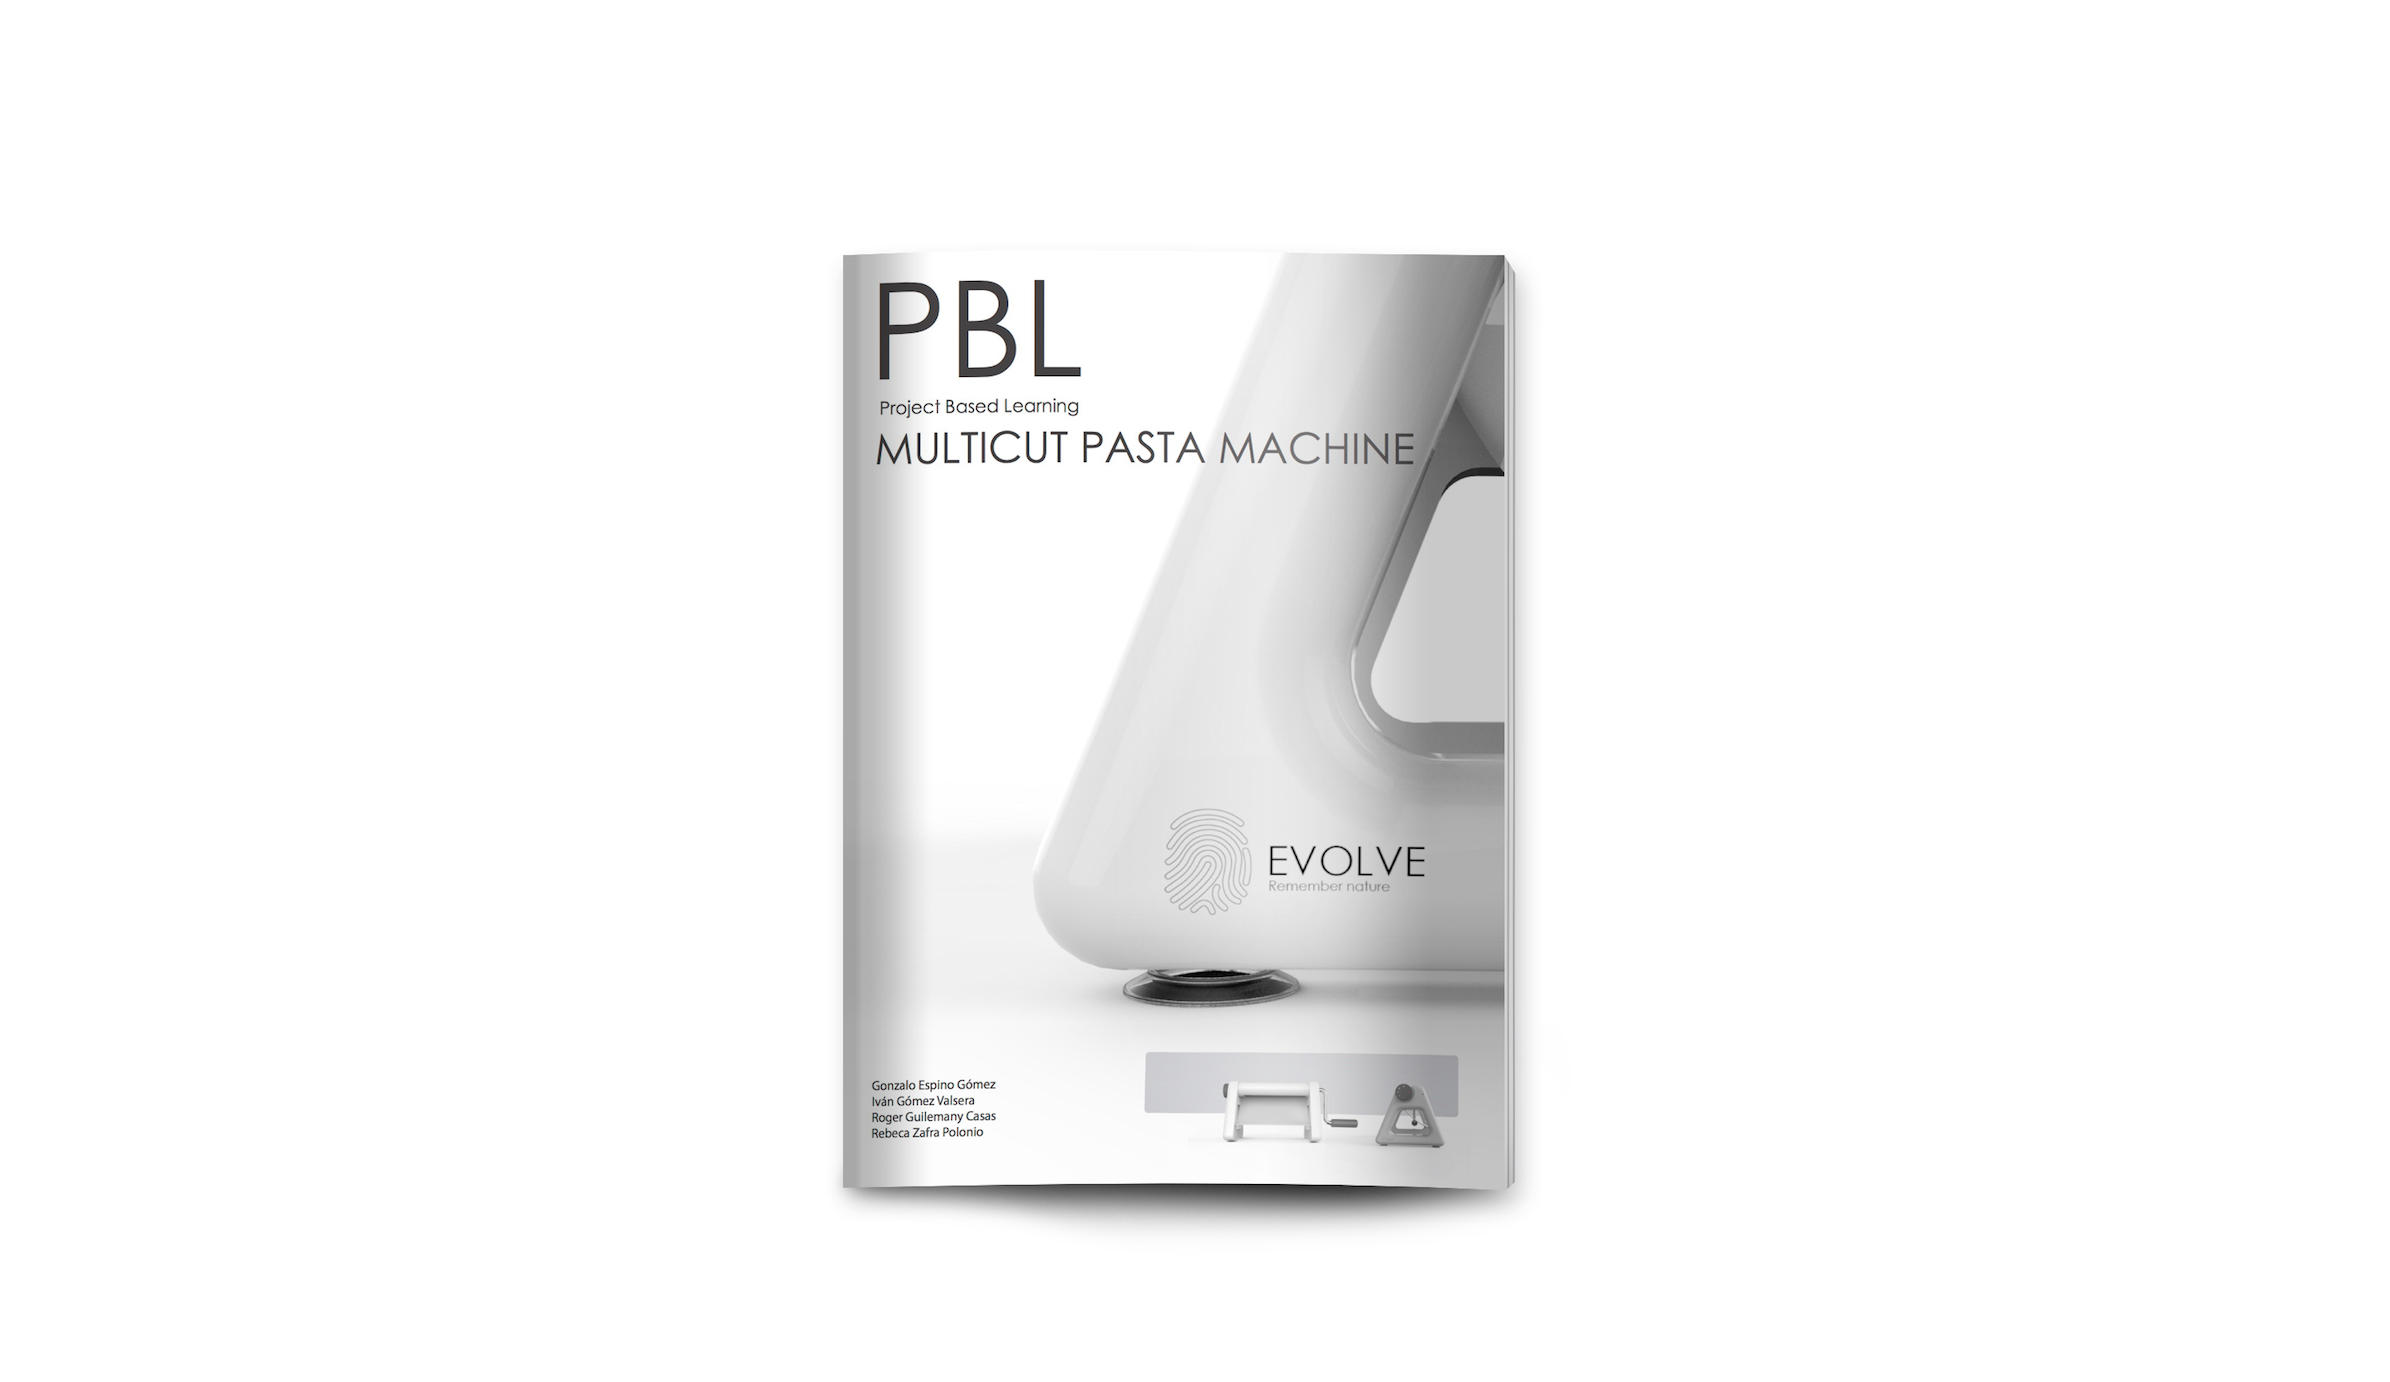 PBL
Project Based Learning
MULTICUT PASTA MACHINE
EVOLVE
Remember nature
Gonzalo Espino Gómez
Iván Gómez Valsera
Roger Guilemany Casas
Rebeca Zafra Polonio